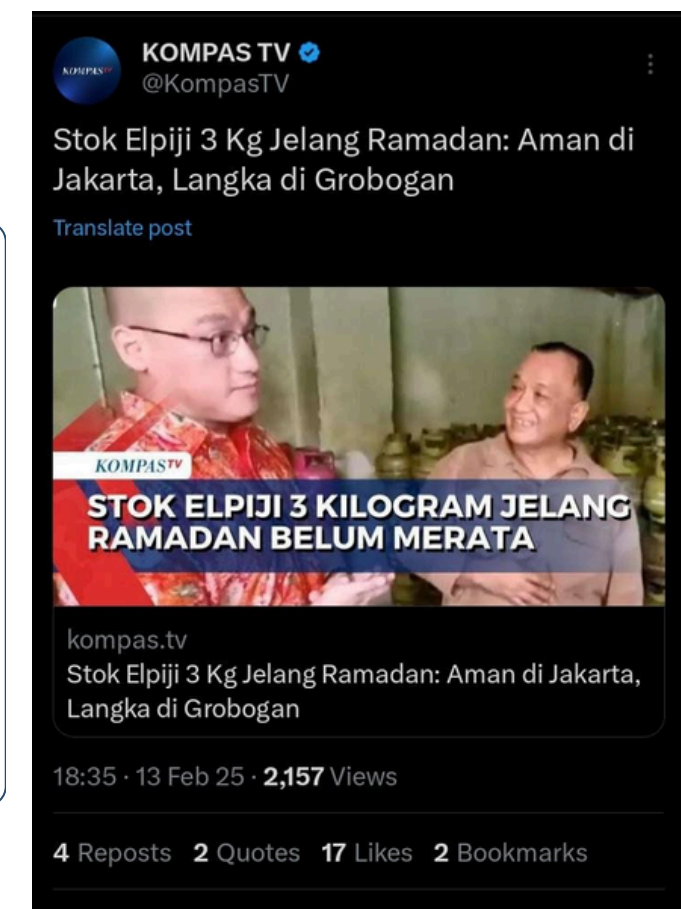 KOMPAS TV
@KompasTV
Stok Elpiji 3 Kg Jelang Ramadan: Aman di
Jakarta, Langka di Grobogan
Translate post
KOMPASTV
STOK ELPIJI 3 KILOGRAM JELANG
RAMADAN BELUM MERATA
kompas.tv
Stok Elpiji 3 Kg Jelang Ramadan: Aman di Jakarta,
Langka di Grobogan
18:35 · 13 Feb 25 · 2,157 Views
4 Reposts 2 Quotes 17 Likes 2 Bookmarks